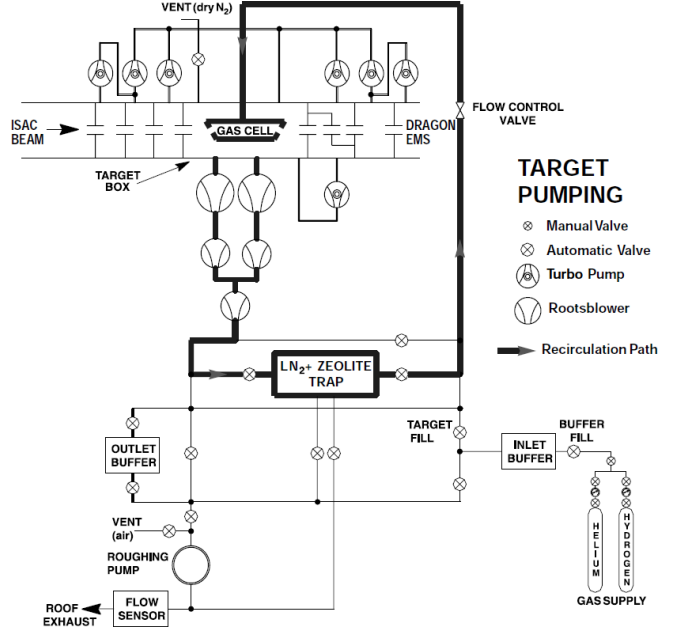 VENT (dry N₂)
ISAC
BEAM
GAS CELL
DRAGON
EMS
FLOW CONTROL
VALVE
TARGET
BOX
TARGET
PUMPING
Manual Valve
Automatic Valve
Turbo Pump
Rootsblower
Recirculation Path
LN₂+ ZEOLITE
TRAP
OUTLET
BUFFER
TARGET
FILL
INLET
BUFFER
BUFFER
FILL
VENT
(air)
ROUGHING
PUMP
HELIUM
HYDROGEN
GAS SUPPLY
ROOF
EXHAUST
FLOW
SENSOR